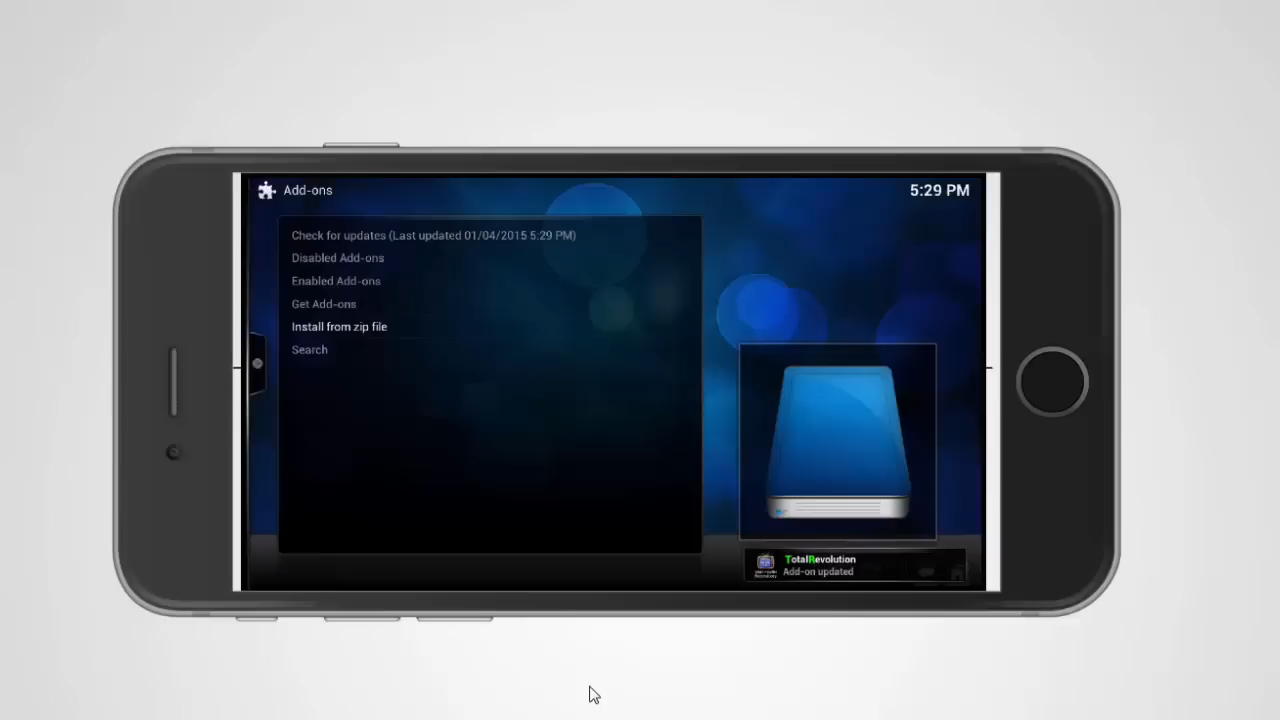 Add-ons
5:29 PM
Check for updates (Last updated 01/04/2015 5:29 PM)
Disabled Add-ons
Enabled Add-ons
Get Add-ons
Install from zip file
Search
TotalRevolution
Add-on updated